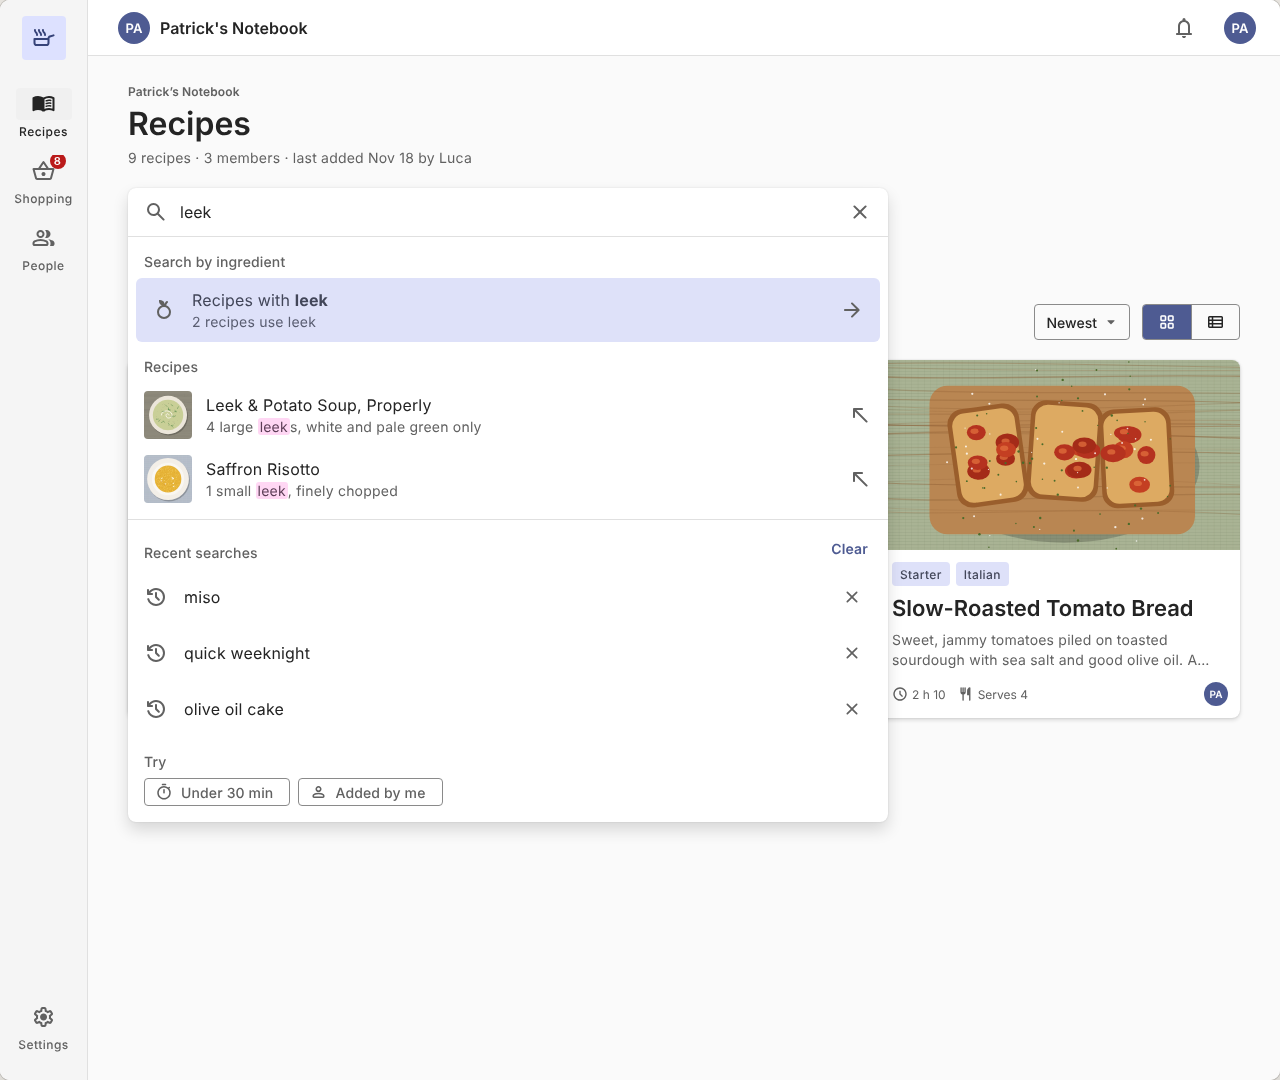 PA
Patrick's Notebook
PA
Recipes
8
Shopping
People
Settings
Patrick’s Notebook
Recipes
9 recipes · 3 members · last added Nov 18 by Luca
leek
Search by ingredient
Recipes with leek
2 recipes use leek
Recipes
Leek & Potato Soup, Properly
4 large leeks, white and pale green only
Saffron Risotto
1 small leek, finely chopped
Recent searches
Clear
miso
quick weeknight
olive oil cake
Try
Under 30 min
Added by me
Newest
Starter
Italian
Slow-Roasted Tomato Bread
Sweet, jammy tomatoes piled on toasted
sourdough with sea salt and good olive oil. A...
2 h 10
Serves 4
PA